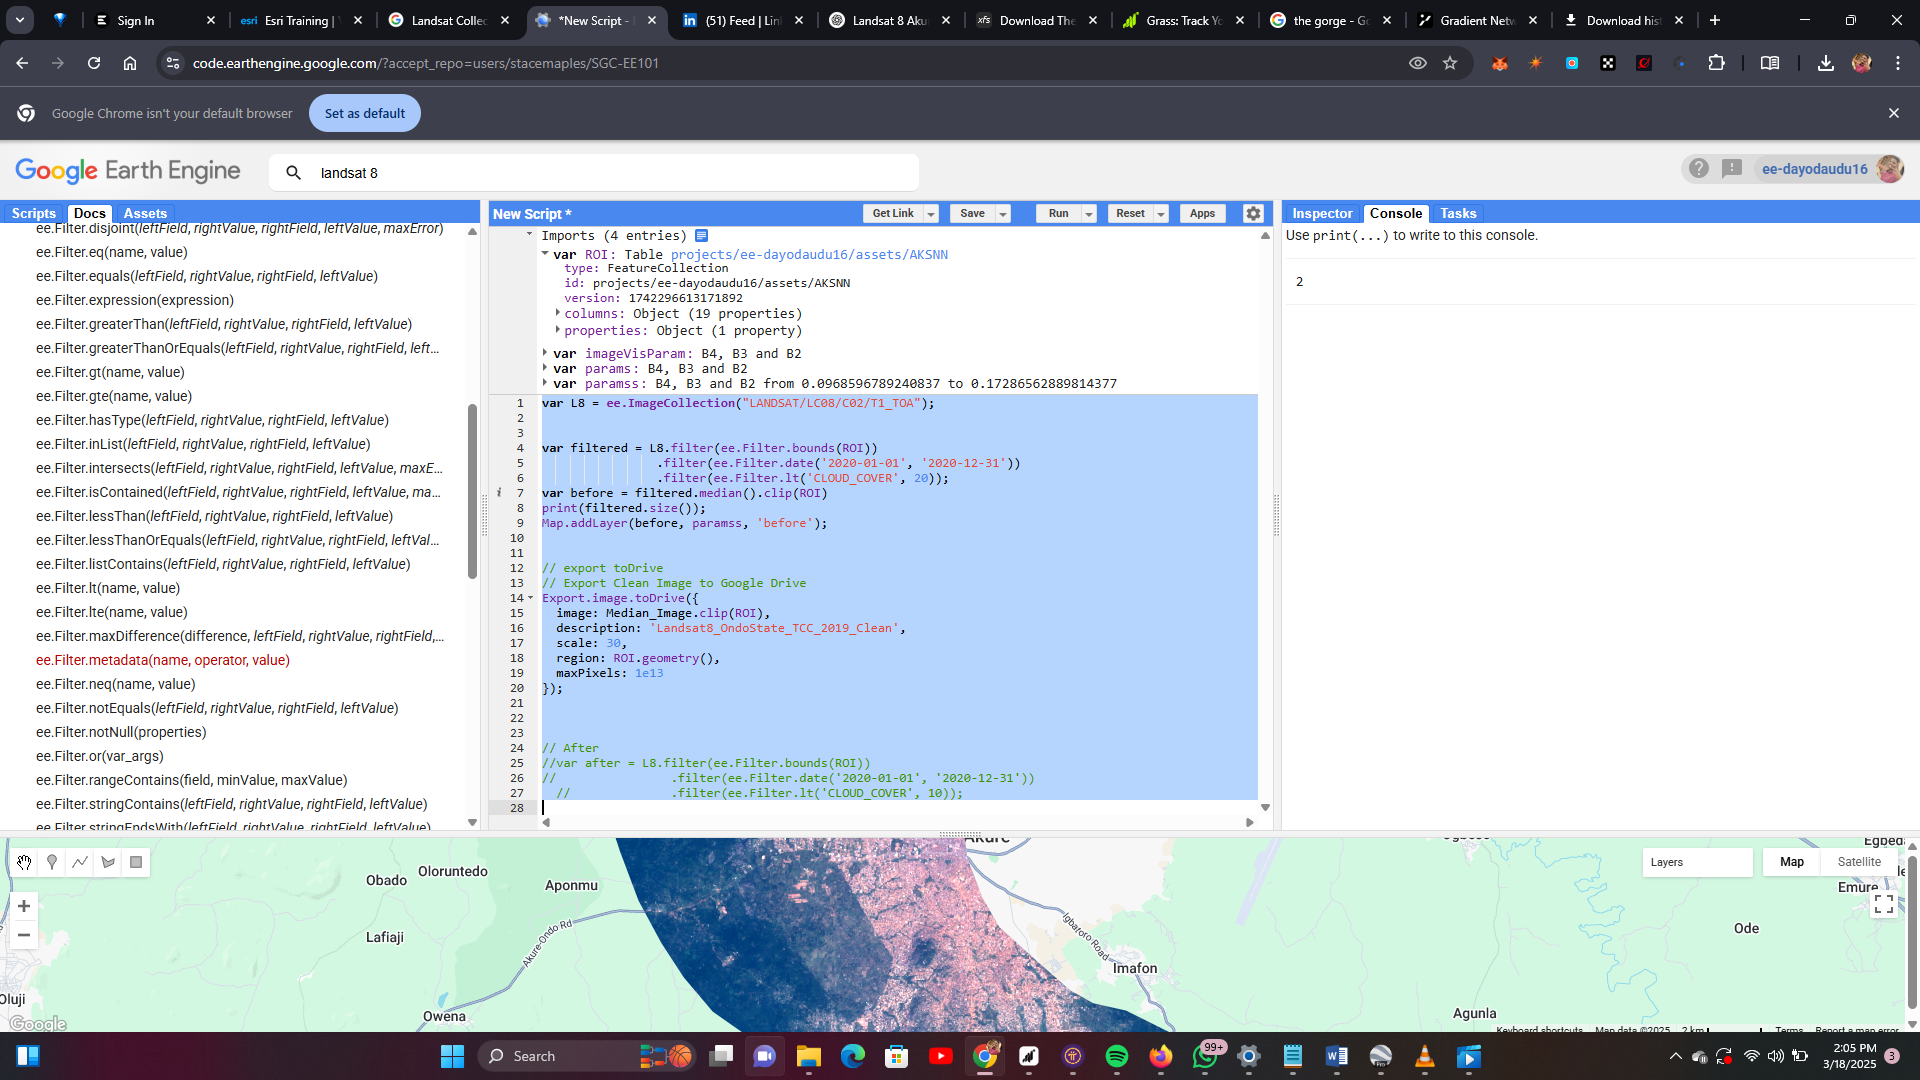 Sign In
esri Esri Training |
Landsat Collec
*New Script -
(51) Feed | Lin
Landsat 8 Aku
xfs Download The
Grass: Track Yo
the gorge - Go
Gradient Netw
Download hist
code.earthengine.google.com/?accept_repo=users/stacemaples/SGC-EE101
Google Chrome isn't your default browser
Set as default
Google Earth Engine
landsat 8
ee-dayodaudu16
Scripts Docs Assets
ee.Filter.disjoint(leftField, rightValue, rightField, leftValue, maxError)
ee.Filter.eq(name, value)
ee.Filter.equals(leftField, rightValue, rightField, leftValue)
ee.Filter.expression(expression)
ee.Filter.greaterThan(leftField, rightValue, rightField, leftValue)
ee.Filter.greaterThanOrEquals(leftField, rightValue, rightField, left...
ee.Filter.gt(name, value)
ee.Filter.gte(name, value)
ee.Filter.hasType(leftField, rightValue, rightField, leftValue)
ee.Filter.inList(leftField, rightValue, rightField, leftValue)
ee.Filter.intersects(leftField, rightValue, rightField, leftValue, maxE...
ee.Filter.isContained(leftField, rightValue, rightField, leftValue, ma...
ee.Filter.lessThan(leftField, rightValue, rightField, leftValue)
ee.Filter.lessThanOrEquals(leftField, rightValue, rightField, leftVal...
ee.Filter.listContains(leftField, rightValue, rightField, leftValue)
ee.Filter.lt(name, value)
ee.Filter.lte(name, value)
ee.Filter.maxDifference(difference, leftField, rightValue, rightField,...
ee.Filter.metadata(name, operator, value)
ee.Filter.neq(name, value)
ee.Filter.notEquals(leftField, rightValue, rightField, leftValue)
ee.Filter.notNull(properties)
ee.Filter.or(var_args)
ee.Filter.rangeContains(field, minValue, maxValue)
ee.Filter.stringContains(leftField, rightValue, rightField, leftValue)
ee.Filter.stringEndsWith(leftField, rightValue, rightField, leftValue)
New Script *
Get Link Save Run Reset Apps
Imports (4 entries)
var ROI: Table projects/ee-dayodaudu16/assets/AKSNN
type: FeatureCollection
id: projects/ee-dayodaudu16/assets/AKSNN
version: 1742296613171892
columns: Object (19 properties)
properties: Object (1 property)
var imageVisParam: B4, B3 and B2
var params: B4, B3 and B2
var paramss: B4, B3 and B2 from 0.0968596789240837 to 0.17286562889814377
1 var L8 = ee.ImageCollection("LANDSAT/LC08/C02/T1_TOA");
2
3
4 var filtered = L8.filter(ee.Filter.bounds(ROI))
5 .filter(ee.Filter.date('2020-01-01', '2020-12-31'))
6 .filter(ee.Filter.lt('CLOUD_COVER', 20));
i 7 var before = filtered.median().clip(ROI)
8 print(filtered.size());
9 Map.addLayer(before, paramss, 'before');
10
11
12 // export toDrive
13 // Export Clean Image to Google Drive
14 Export.image.toDrive({
15 image: Median_Image.clip(ROI),
16 description: 'Landsat8_OndoState_TCC_2019_Clean',
17 scale: 30,
18 region: ROI.geometry(),
19 maxPixels: 1e13
20 });
21
22
23
24 // After
25 //var after = L8.filter(ee.Filter.bounds(ROI))
26 // .filter(ee.Filter.date('2020-01-01', '2020-12-31'))
27 // .filter(ee.Filter.lt('CLOUD_COVER', 10));
28
Inspector Console Tasks
Use print(...) to write to this console.
2
Akure
Obado
Oloruntedo
Aponmu
Lafiaji
Akure-Ondo Rd
Owena
Oluji
Google
Igbaroro Road
Imafon
Layers
Map Satellite
Emure
Ode
Agunla
Keyboard shortcuts Map data ©2025 2 km Terms Report a map error
Search
99+
2:05 PM
3/18/2025
3